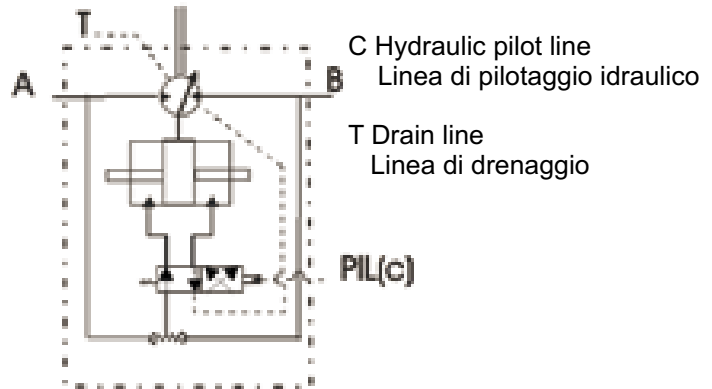 T
C Hydraulic pilot line
Linea di pilotaggio idraulico
A
B
T Drain line
Linea di drenaggio
PIL(C)